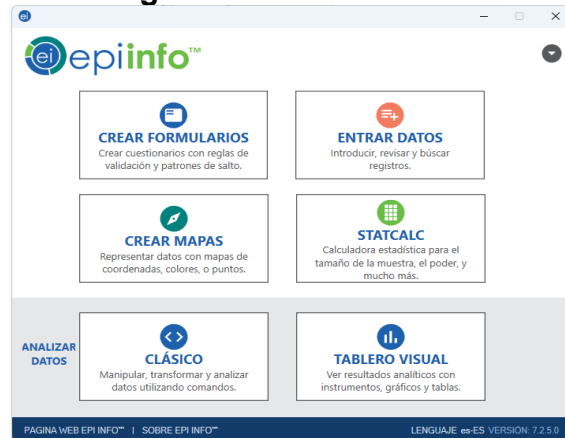 ei
ei epiinfo™
CREAR FORMULARIOS
Crear cuestionarios con reglas de
validación y patrones de salto.
ENTRAR DATOS
Introducir, revisar y búscar
registros.
CREAR MAPAS
Representar datos con mapas de
coordenadas, colores, o puntos.
STATCALC
Calculadora estadística para el
tamaño de la muestra, el poder, y
mucho más.
ANALIZAR
DATOS
CLÁSICO
Manipular, transformar y analizar
datos utilizando comandos.
TABLERO VISUAL
Ver resultados analíticos con
instrumentos, gráficos y tablas.
PAGINA WEB EPI INFO™ | SOBRE EPI INFO™ LENGUAJE es-ES VERSIÓN: 7.2.5.0